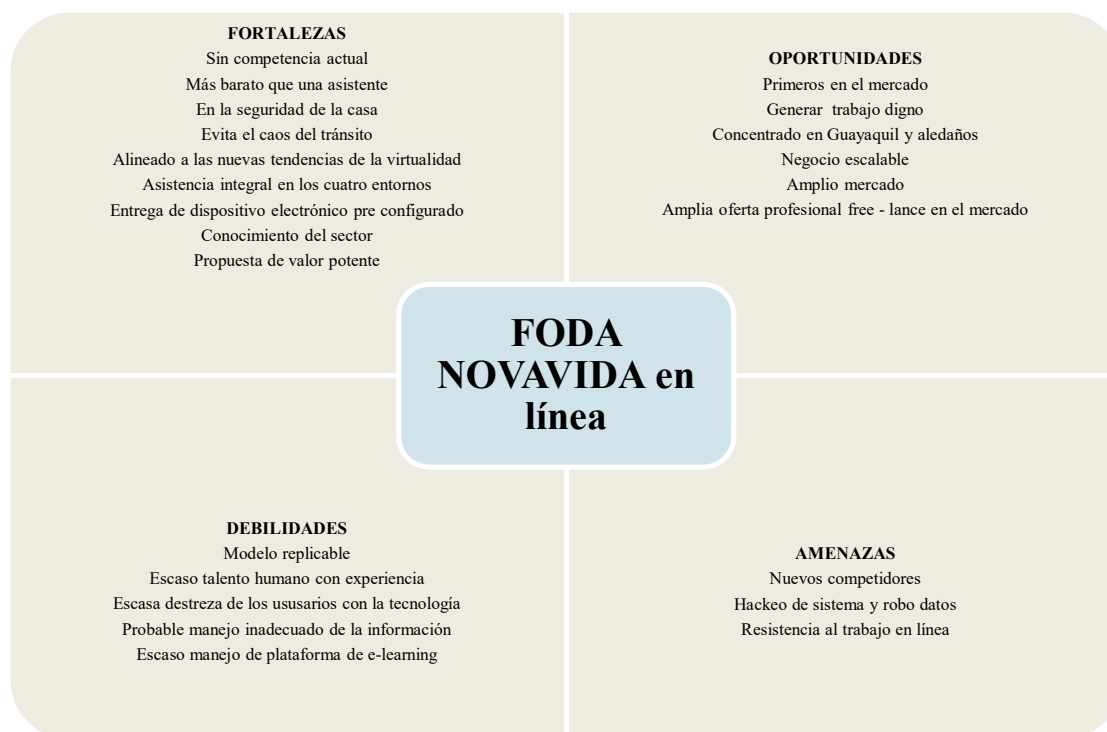 FORTALEZAS
Sin competencia actual
Más barato que una asistente
En la seguridad de la casa
Evita el caos del tránsito
Alineado a las nuevas tendencias de la virtualidad
Asistencia integral en los cuatro entornos
Entrega de dispositivo electrónico pre configurado
Conocimiento del sector
Propuesta de valor potente
OPORTUNIDADES
Primeros en el mercado
Generar trabajo digno
Concentrado en Guayaquil y aledaños
Negocio escalable
Amplio mercado
Amplia oferta profesional free - lance en el mercado
FODA
NOVAVIDA en
línea
DEBILIDADES
Modelo replicable
Escaso talento humano con experiencia
Escasa destreza de los ususarios con la tecnología
Probable manejo inadecuado de la información
Escaso manejo de plataforma de e-learning
AMENAZAS
Nuevos competidores
Hackeo de sistema y robo datos
Resistencia al trabajo en línea